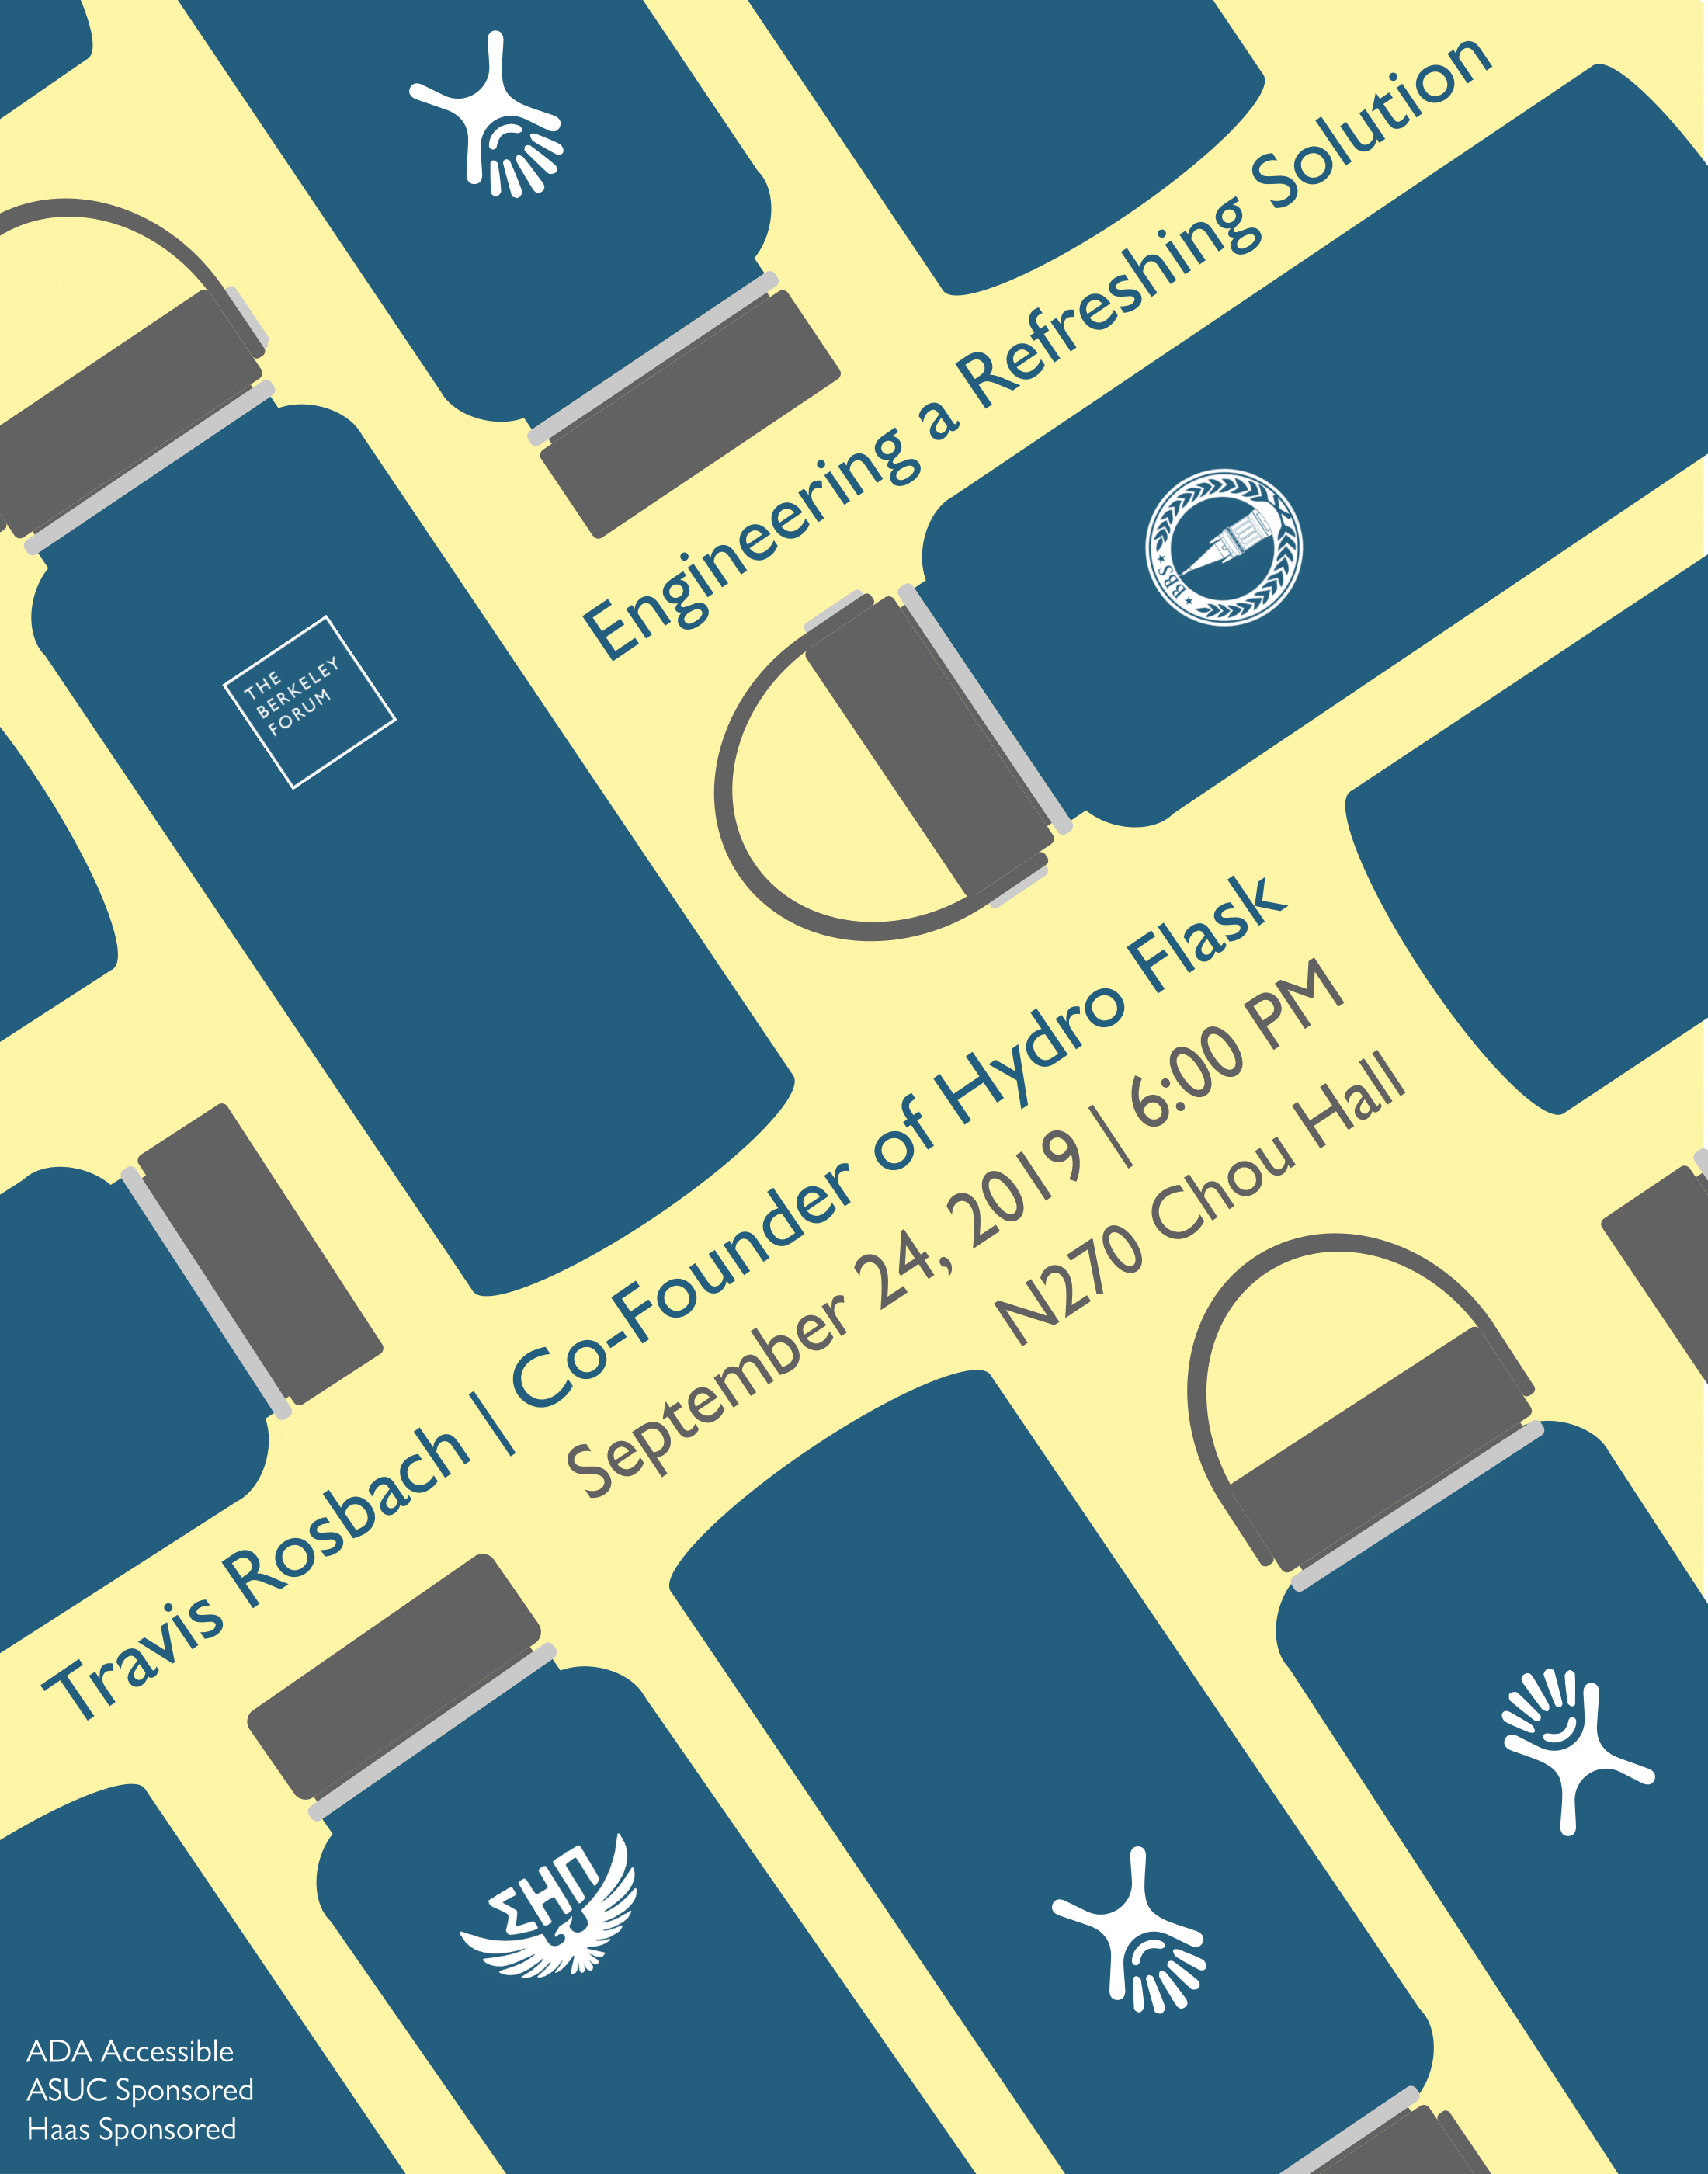 Engineering a Refreshing Solution
THE
BERKELEY
FORUM
BBS
Travis Rosbach | Co-Founder of Hydro Flask
September 24, 2019 | 6:00 PM
N270 Chou Hall
ΣΗΠ
ADA Accessible
ASUC Sponsored
Haas Sponsored